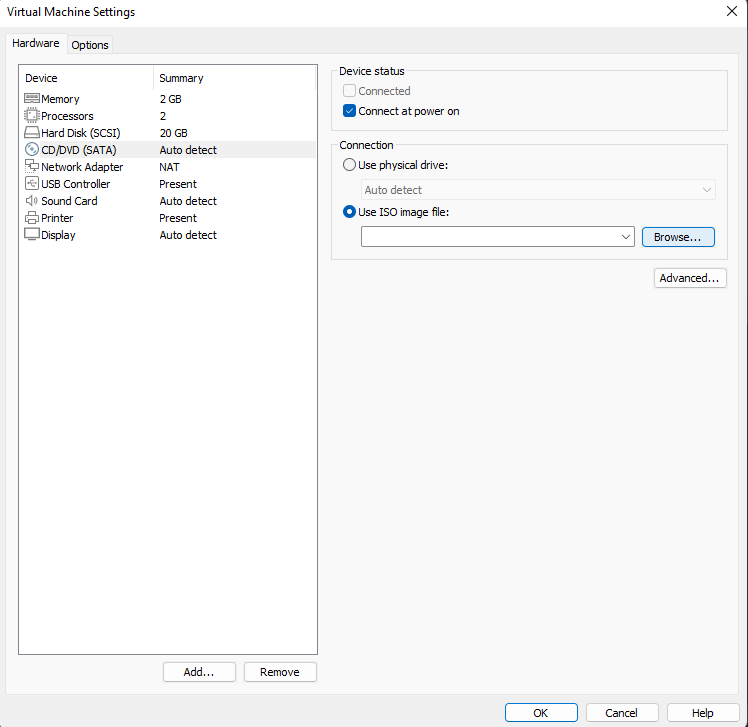 Virtual Machine Settings
Hardware Options
Device Summary
Memory 2 GB
Processors 2
Hard Disk (SCSI) 20 GB
CD/DVD (SATA) Auto detect
Network Adapter NAT
USB Controller Present
Sound Card Auto detect
Printer Present
Display Auto detect
Add... Remove
Device status
Connected
Connect at power on
Connection
Use physical drive:
Auto detect
Use ISO image file:
Browse...
Advanced...
OK Cancel Help